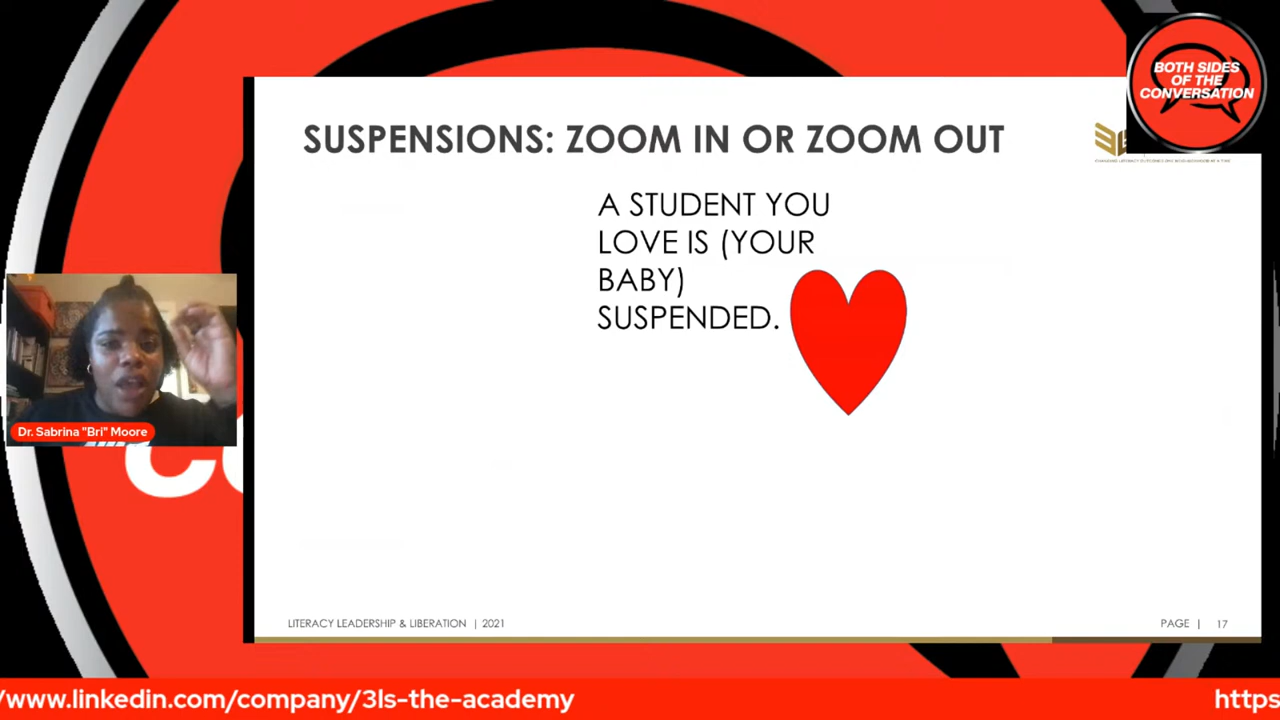 BOTH SIDES
OF THE
CONVERSATION
SUSPENSIONS: ZOOM IN OR ZOOM OUT
A STUDENT YOU
LOVE IS (YOUR
BABY)
SUSPENDED.
Dr. Sabrina "Bri" Moore
LITERACY LEADERSHIP & LIBERATION | 2021
PAGE | 17
/www.linkedin.com/company/3ls-the-academy
https